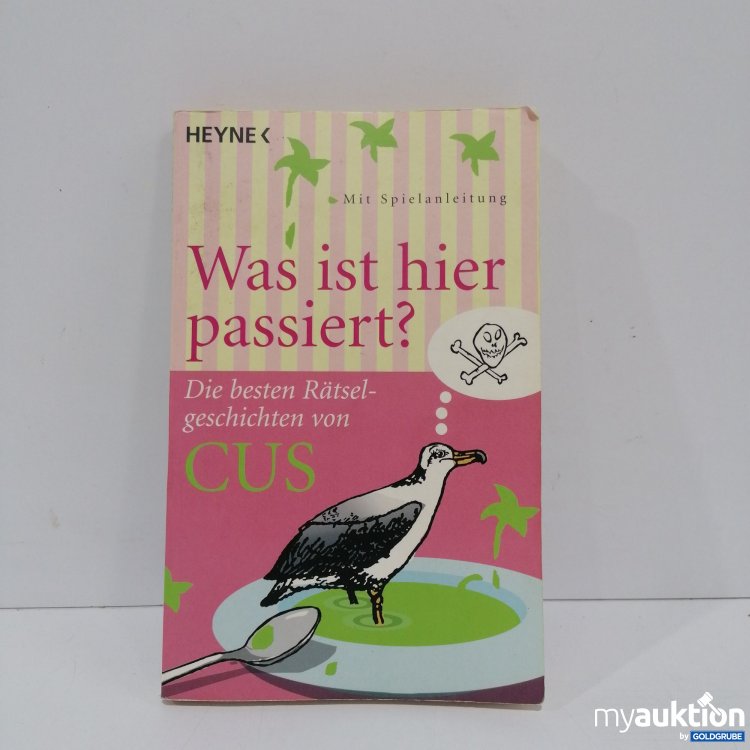 HEYNE<
Mit Spielanleitung
Was ist hier
passiert?
Die besten Rätsel-
geschichten von
CUS
myauktion
by GOLDGRUBE